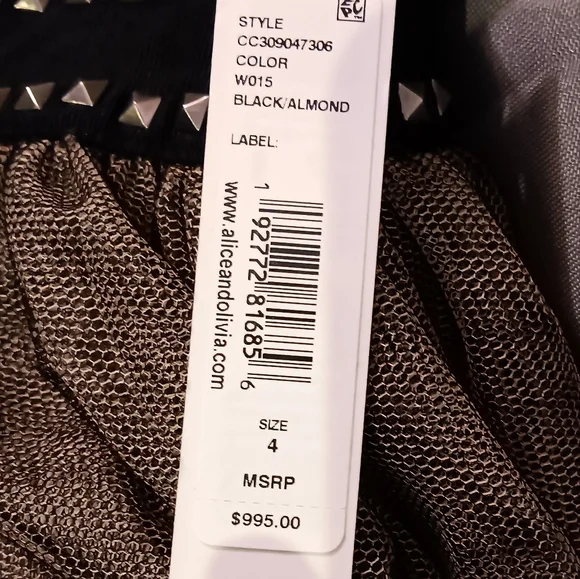 STYLE
CC309047306
COLOR
W015
BLACK/ALMOND
LABEL:
1 92772 81685 6
www.aliceandolivia.com
SIZE
4
MSRP
$995.00